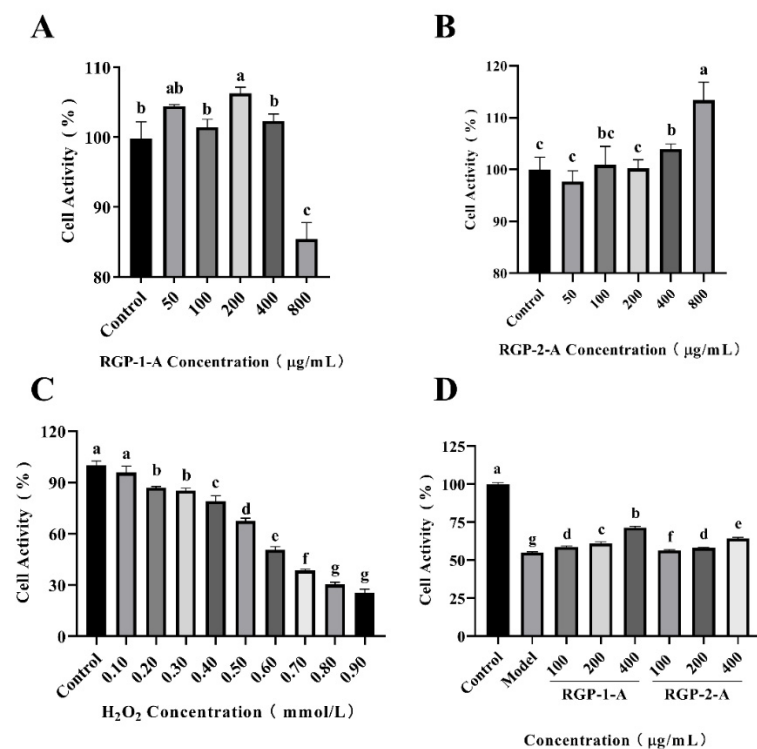 A
Cell Activity ( % )
110
100
90
80
b
ab
b
a
b
c
Control
50
100
200
400
800
RGP-1-A Concentration ( μg/mL )
B
Cell Activity ( % )
120
110
100
90
80
c
c
bc
c
b
a
Control
50
100
200
400
800
RGP-2-A Concentration ( μg/mL )
C
Cell Activity ( % )
120
90
60
30
0
a
a
b
b
c
d
e
f
g
g
Control
0.10
0.20
0.30
0.40
0.50
0.60
0.70
0.80
0.90
H₂O₂ Concentration ( mmol/L )
D
Cell Activity ( % )
125
100
75
50
0
a
g
d
c
b
f
d
e
Control
Model
100
200
400
100
200
400
RGP-1-A
RGP-2-A
Concentration ( μg/mL )